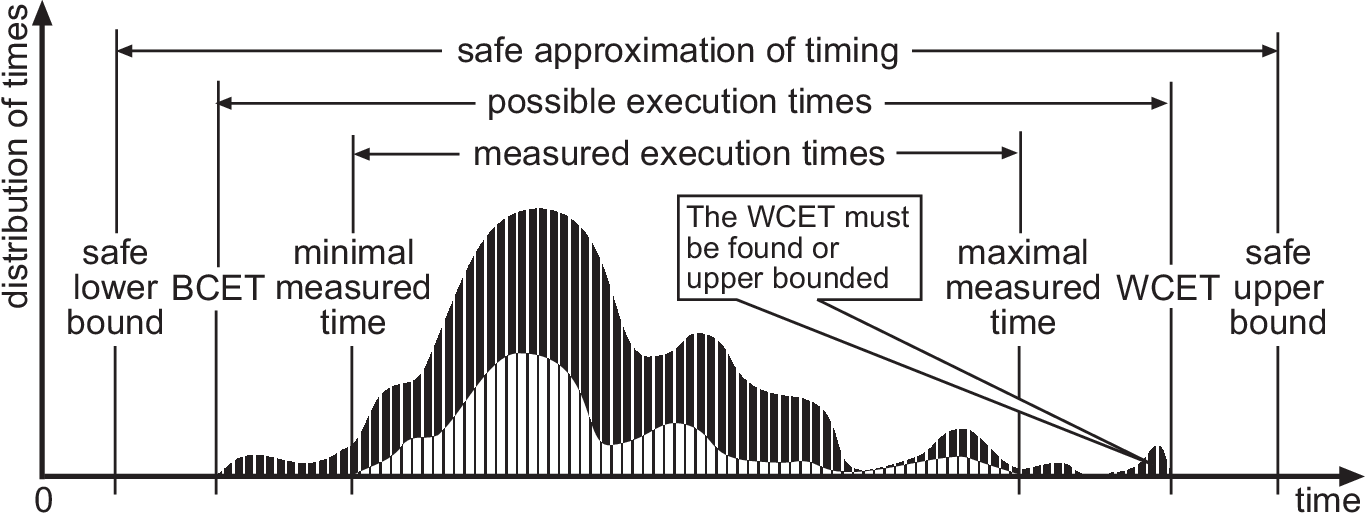 distribution of times
safe approximation of timing
possible execution times
measured execution times
The WCET must
be found or
upper bounded
safe
lower
bound
BCET
minimal
measured
time
maximal
measured
time
WCET
safe
upper
bound
0
time